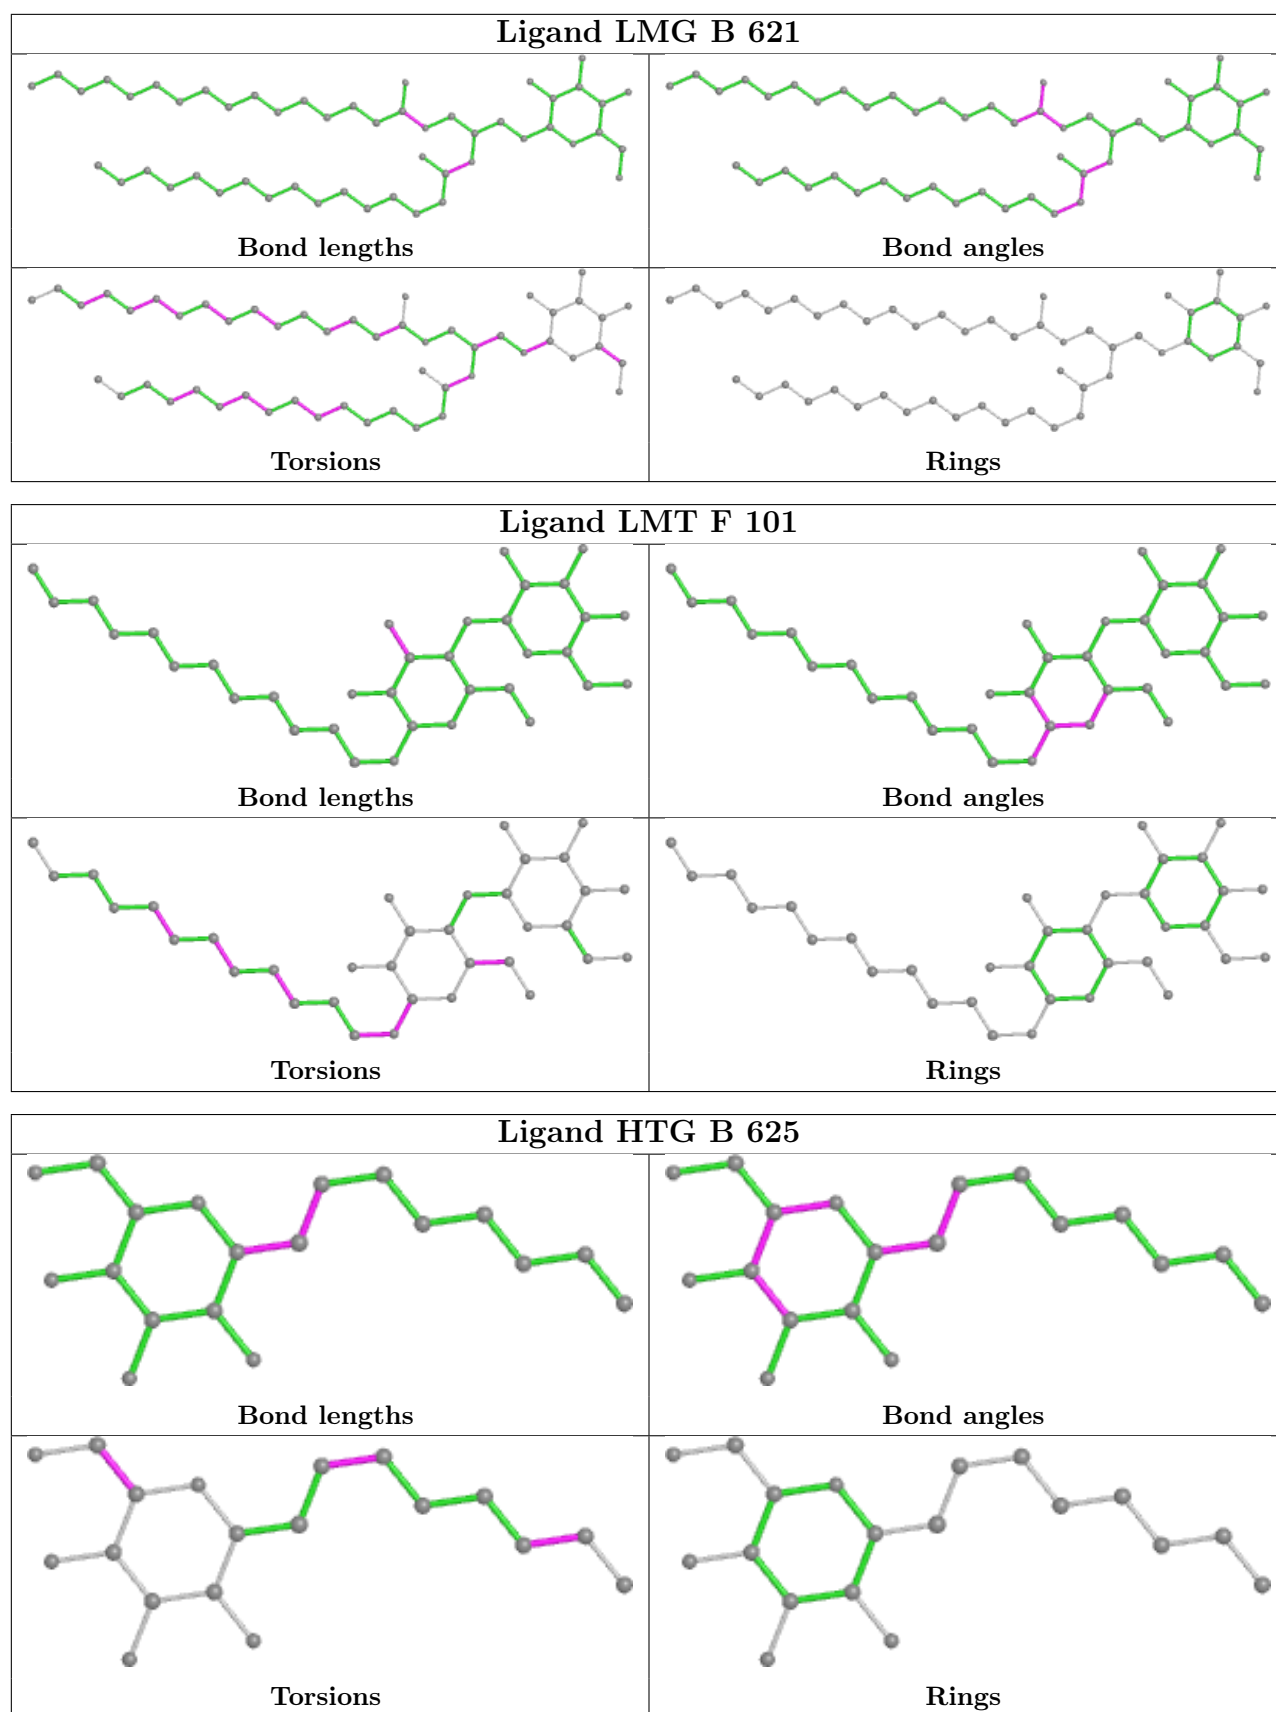 Ligand LMG B 621
Bond lengths
Bond angles
Torsions
Rings
Ligand LMT F 101
Bond lengths
Bond angles
Torsions
Rings
Ligand HTG B 625
Bond lengths
Bond angles
Torsions
Rings